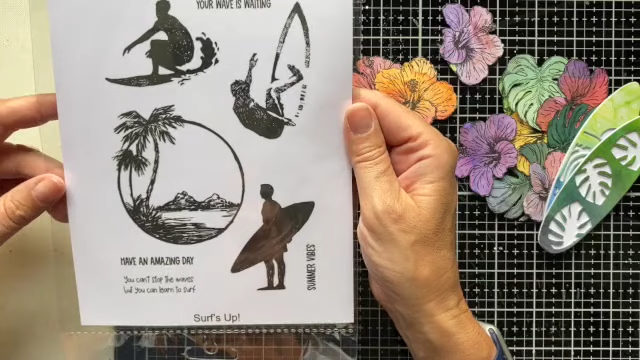 YOUR WAVE IS WAITING
HAVE AN AMAZING DAY
You can't stop the waves
but you can learn to surf
SUMMER VIBES
Surf's Up!